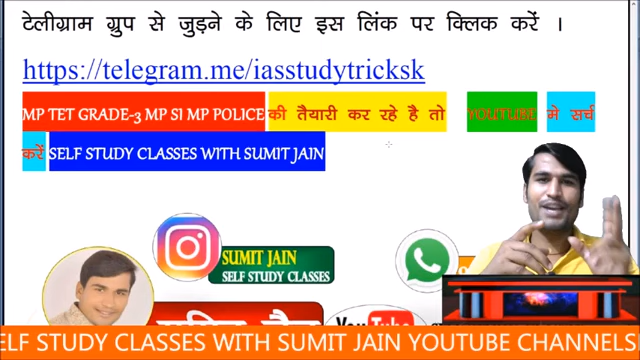 टेलीग्राम ग्रुप से जुड़ने के लिए इस लिंक पर क्लिक करें ।
https://telegram.me/iasstudytricksk
MP TET GRADE-3 MP SI MP POLICE की तैयारी कर रहे है तो YOUTUBE मे सर्च
करें SELF STUDY CLASSES WITH SUMIT JAIN
SUMIT JAIN
SELF STUDY CLASSES
You Tube
ELF STUDY CLASSES WITH SUMIT JAIN YOUTUBE CHANNELS